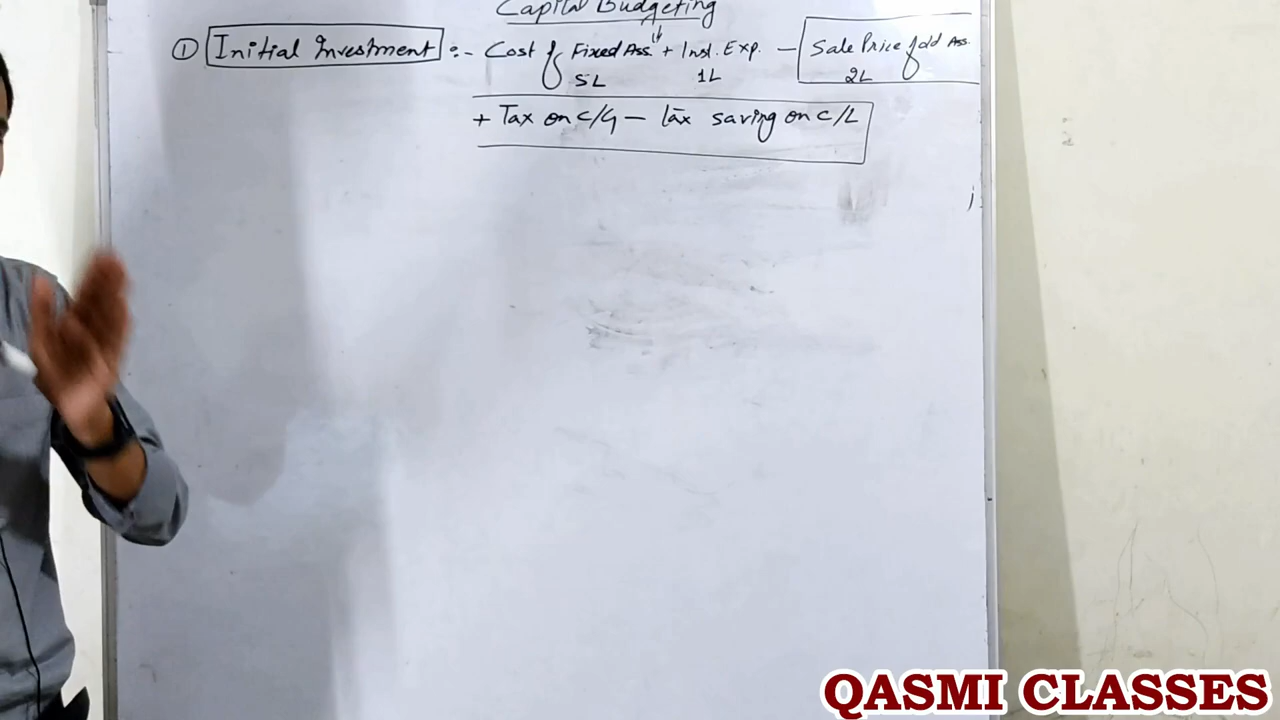 Capital Budgeting
① Initial Investment :- Cost of Fixed Ass. + Inst. Exp. — Sale Price of old Ass.
5L 1L 2L
+ Tax on C/G — Tax saving on C/L
QASMI CLASSES